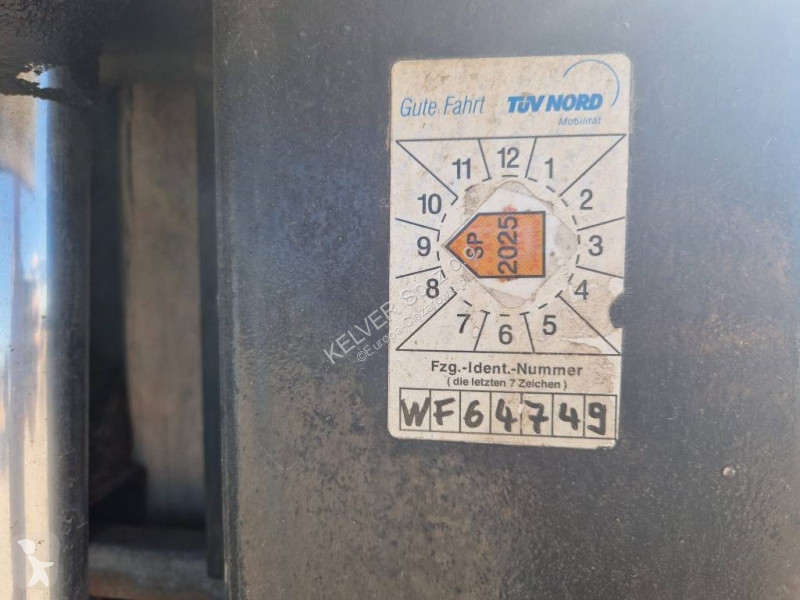 Gute Fahrt TÜV NORD
Mobilität
11 12 1
10 2
9 3
8 4
7 6 5
SP
2025
Fzg.-Ident.-Nummer
(die letzten 7 Zeichen)
WF64749